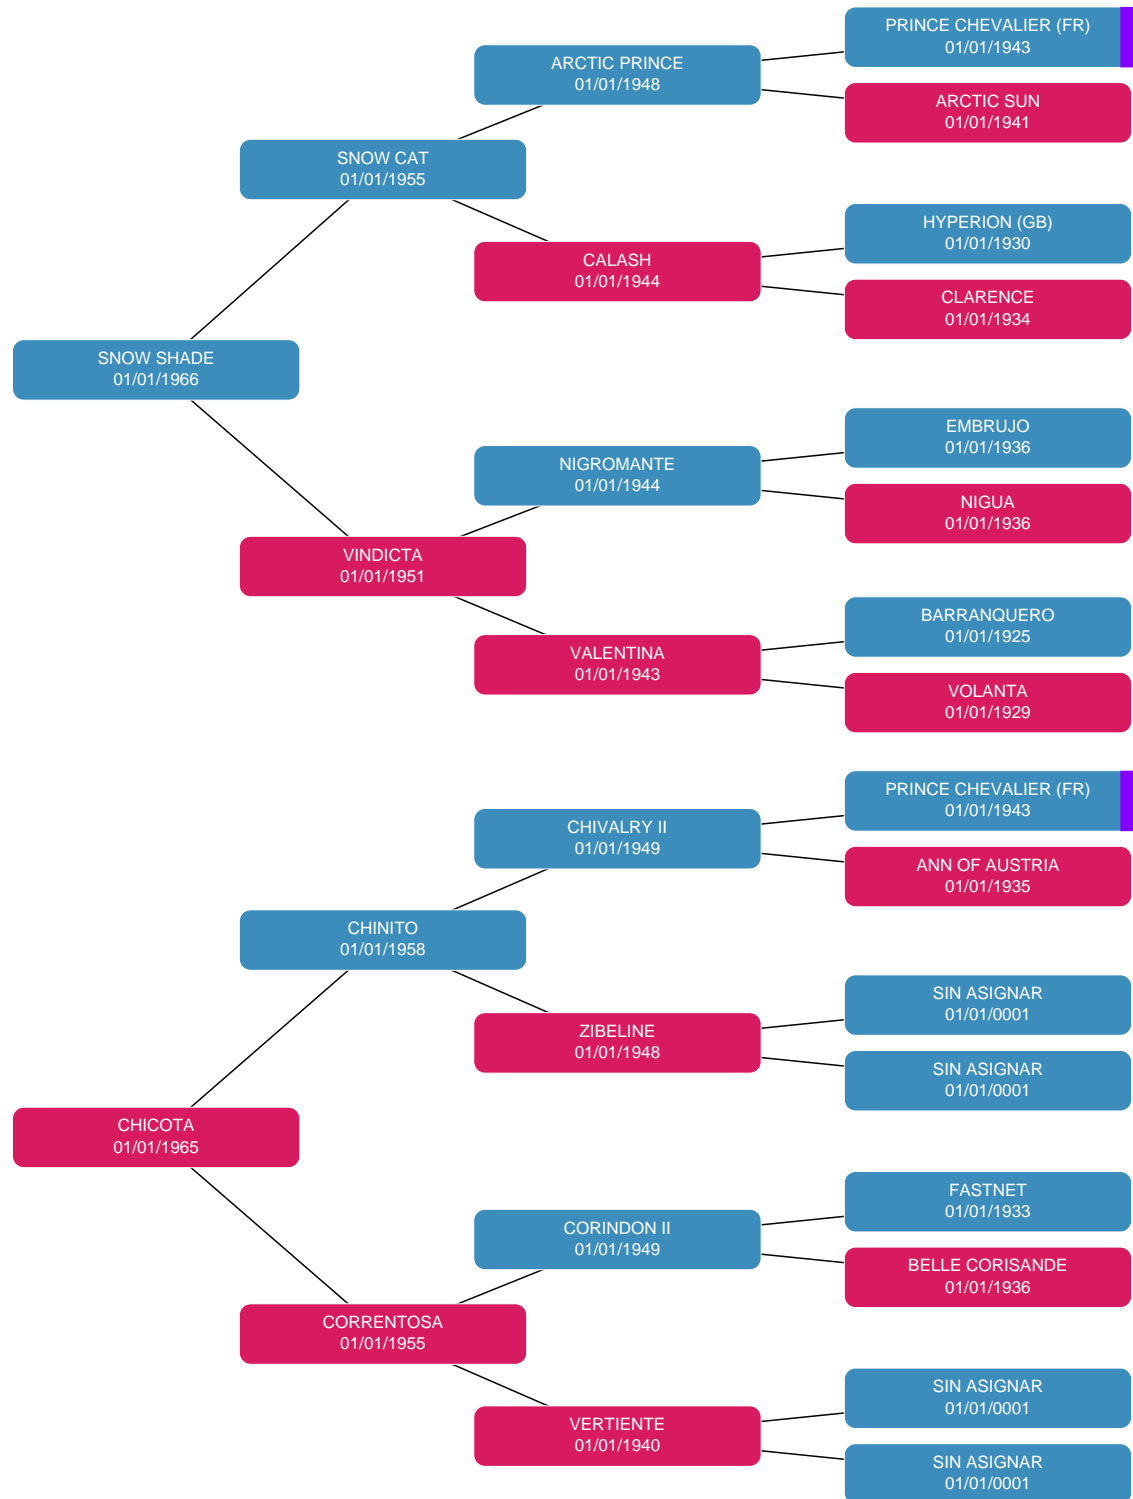 PRINCE CHEVALIER (FR)
01/01/1943
ARCTIC PRINCE
01/01/1948
ARCTIC SUN
01/01/1941
SNOW CAT
01/01/1955
HYPERION (GB)
01/01/1930
CALASH
01/01/1944
CLARENCE
01/01/1934
SNOW SHADE
01/01/1966
EMBRUJO
01/01/1936
NIGROMANTE
01/01/1944
NIGUA
01/01/1936
VINDICTA
01/01/1951
BARRANQUERO
01/01/1925
VALENTINA
01/01/1943
VOLANTA
01/01/1929
PRINCE CHEVALIER (FR)
01/01/1943
CHIVALRY II
01/01/1949
ANN OF AUSTRIA
01/01/1935
CHINITO
01/01/1958
SIN ASIGNAR
01/01/0001
ZIBELINE
01/01/1948
SIN ASIGNAR
01/01/0001
CHICOTA
01/01/1965
FASTNET
01/01/1933
CORINDON II
01/01/1949
BELLE CORISANDE
01/01/1936
CORRENTOSA
01/01/1955
SIN ASIGNAR
01/01/0001
VERTIENTE
01/01/1940
SIN ASIGNAR
01/01/0001